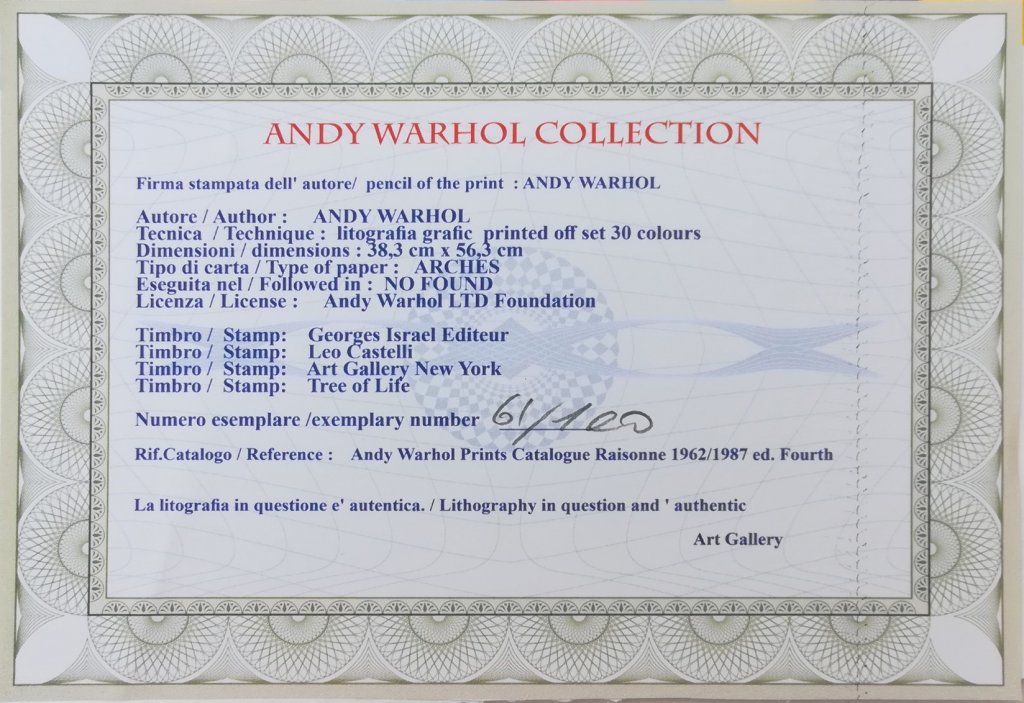 ANDY WARHOL COLLECTION
Firma stampata dell' autore/ pencil of the print : ANDY WARHOL
Autore / Author : ANDY WARHOL
Tecnica / Technique : litografia grafic printed off set 30 colours
Dimensioni / dimensions : 38,3 cm x 56,3 cm
Tipo di carta / Type of paper : ARCHES
Eseguita nel / Followed in : NO FOUND
Licenza / License : Andy Warhol LTD Foundation
Timbro / Stamp: Georges Israel Editeur
Timbro / Stamp: Leo Castelli
Timbro / Stamp: Art Gallery New York
Timbro / Stamp: Tree of Life
Numero esemplare /exemplary number 61/100
Rif.Catalogo / Reference : Andy Warhol Prints Catalogue Raisonne 1962/1987 ed. Fourth
La litografia in questione e' autentica. / Lithography in question and ' authentic
Art Gallery